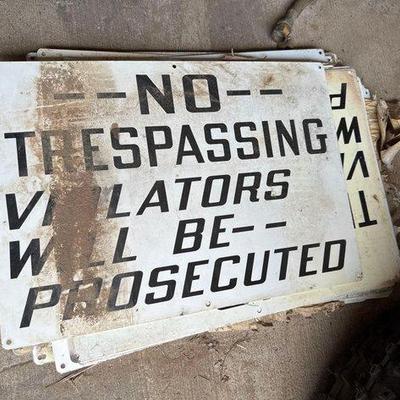 --NO--
TRESPASSING
VIOLATORS
WILL BE--
PROSECUTED
T
V
W
P